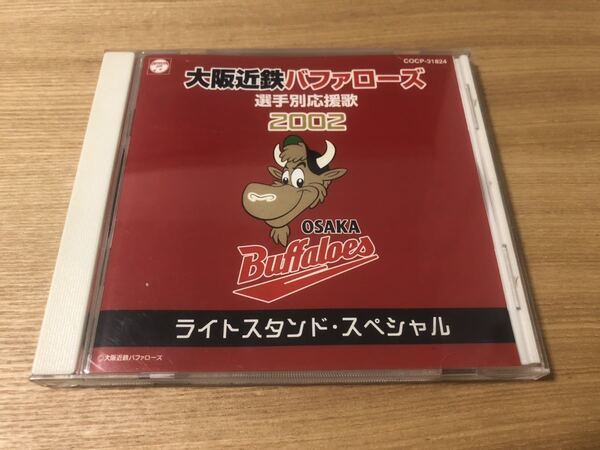 COCP-31824
大阪近鉄バファローズ
選手別応援歌
2002
OSAKA
Buffaloes
ライトスタンド・スペシャル
©大阪近鉄バファローズ